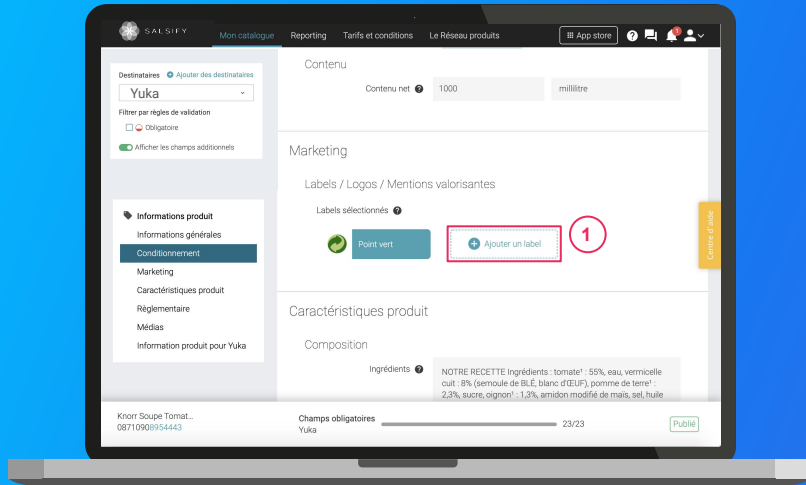 SALSIFY
Mon catalogue
Reporting
Tarifs et conditions
Le Réseau produits
App store
1
Destinataires
Ajouter des destinataires
Yuka
Filtrer par règles de validation
Obligatoire
Afficher les champs additionnels
Informations produit
Informations générales
Conditionnement
Marketing
Caractéristiques produit
Règlementaire
Médias
Information produit pour Yuka
Contenu
Contenu net
1000
millilitre
Marketing
Labels / Logos / Mentions valorisantes
Labels sélectionnés
Point vert
Ajouter un label
1
Centre d'aide
Caractéristiques produit
Composition
Ingrédients
NOTRE RECETTE Ingrédients : tomate¹ : 55%, eau, vermicelle
cuit : 8% (semoule de BLÉ, blanc d'ŒUF), pomme de terre¹ :
2,3%, sucre, oignon¹ : 1,3%, amidon modifié de maïs, sel, huile
Knorr Soupe Tomat...
08710908954443
Champs obligatoires
Yuka
23/23
Publié